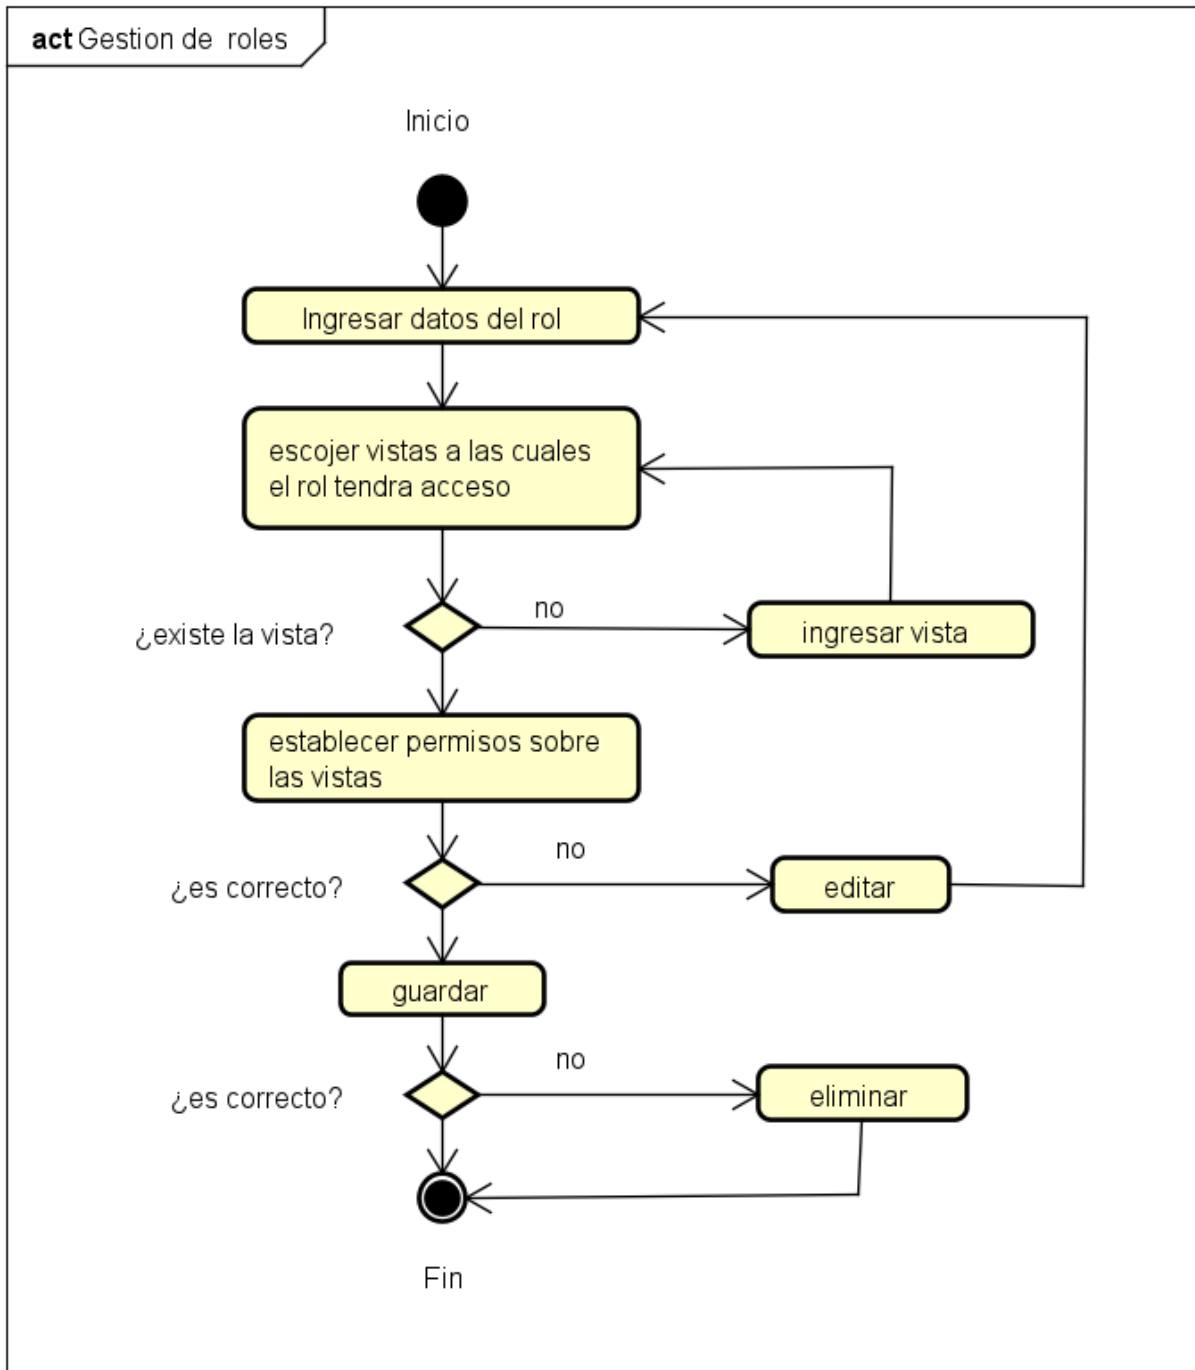 act Gestion de roles
Inicio
Ingresar datos del rol
escojer vistas a las cuales
el rol tendra acceso
¿existe la vista?
no
ingresar vista
establecer permisos sobre
las vistas
no
¿es correcto?
editar
guardar
no
¿es correcto?
eliminar
Fin